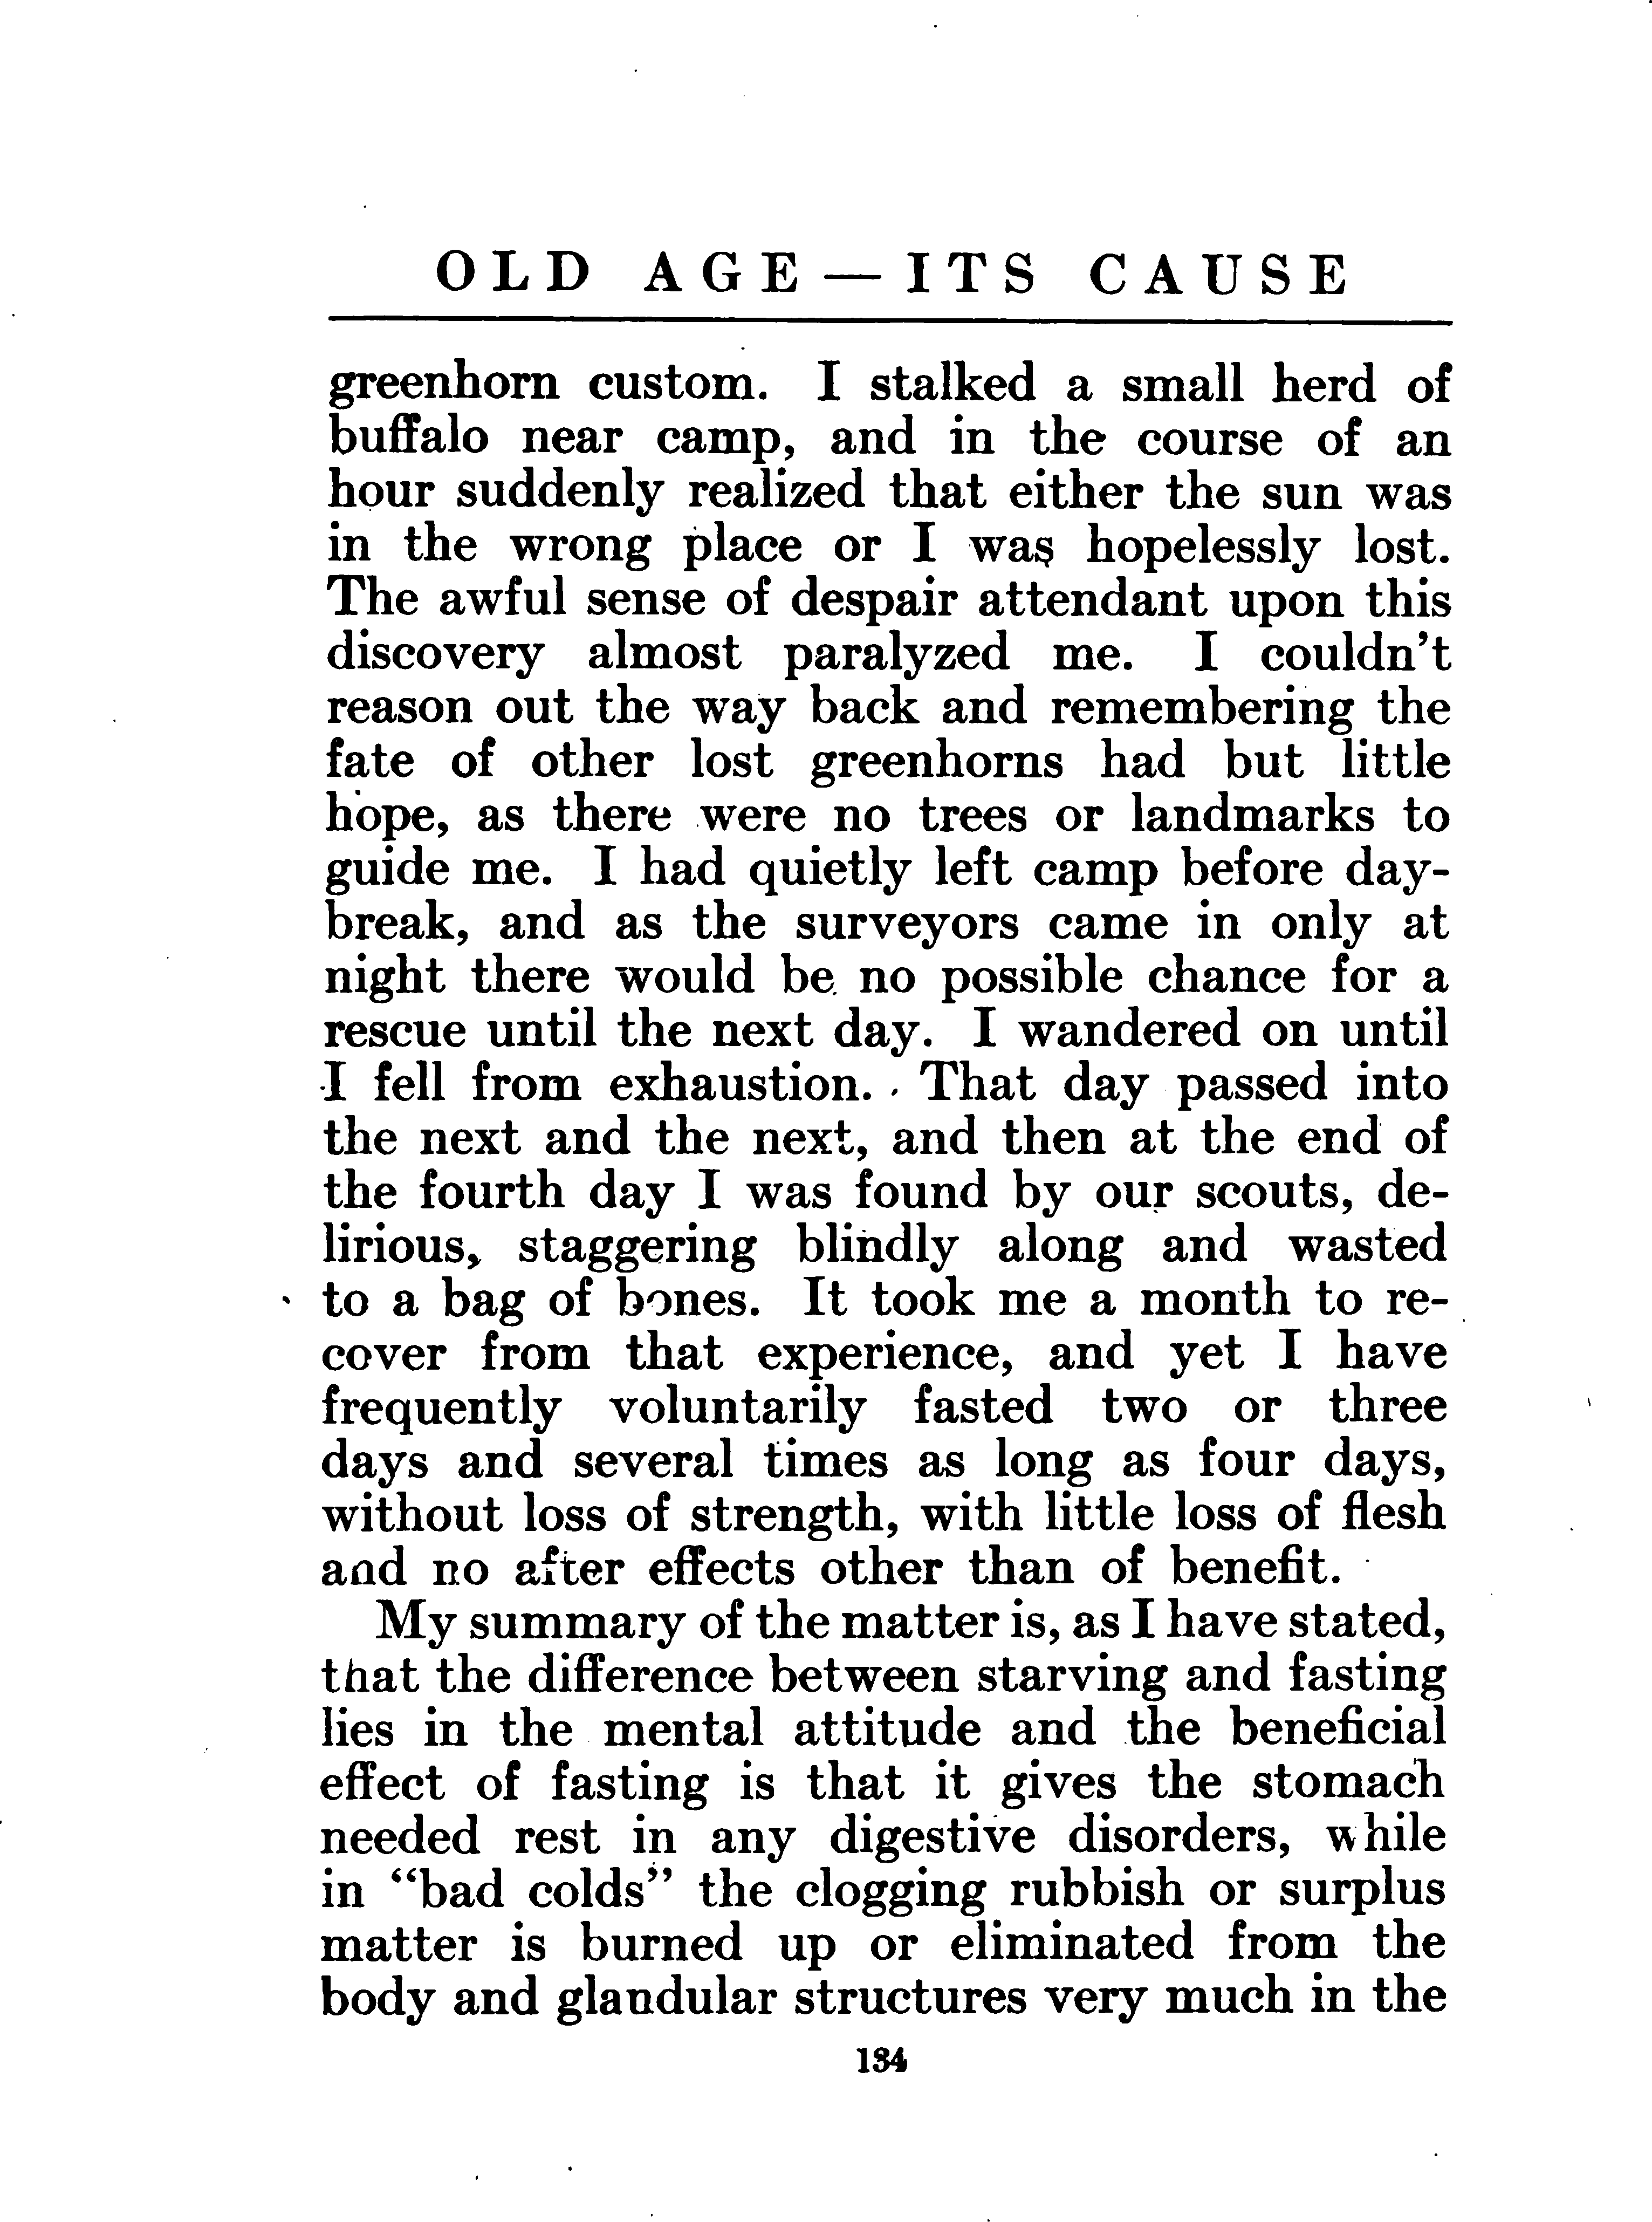 OLD AGE — ITS CAUSE
greenhorn custom. I stalked a small herd of
buffalo near camp, and in the course of an
hour suddenly realized that either the sun was
in the wrong place or I was hopelessly lost.
The awful sense of despair attendant upon this
discovery almost paralyzed me. I couldn't
reason out the way back and remembering the
fate of other lost greenhorns had but little
hope, as there were no trees or landmarks to
guide me. I had quietly left camp before day-
break, and as the surveyors came in only at
night there would be no possible chance for a
rescue until the next day. I wandered on until
I fell from exhaustion. That day passed into
the next and the next, and then at the end of
the fourth day I was found by our scouts, de-
lirious, staggering blindly along and wasted
to a bag of bones. It took me a month to re-
cover from that experience, and yet I have
frequently voluntarily fasted two or three
days and several times as long as four days,
without loss of strength, with little loss of flesh
and no after effects other than of benefit.
My summary of the matter is, as I have stated,
that the difference between starving and fasting
lies in the mental attitude and the beneficial
effect of fasting is that it gives the stomach
needed rest in any digestive disorders, while
in "bad colds" the clogging rubbish or surplus
matter is burned up or eliminated from the
body and glandular structures very much in the
134